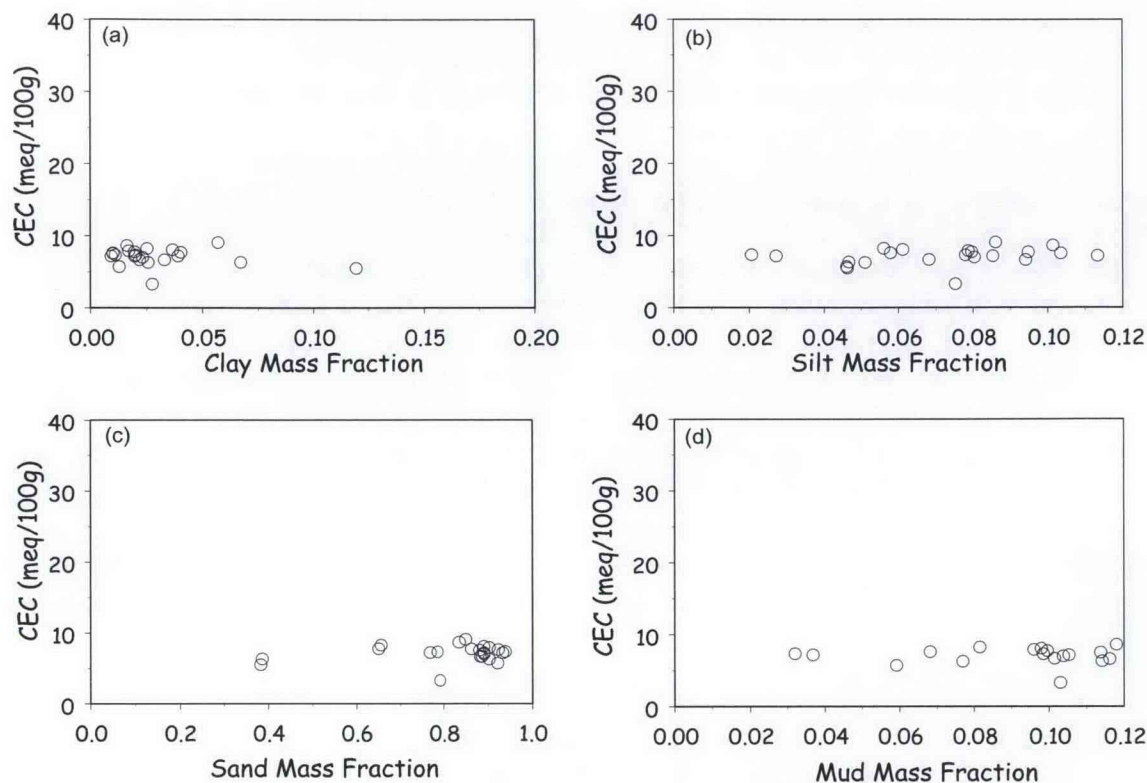 (a)
40
30
20
10
0
CEC (meq/100g)
0.00 0.05 0.10 0.15 0.20
Clay Mass Fraction
(b)
40
30
20
10
0
CEC (meq/100g)
0.00 0.02 0.04 0.06 0.08 0.10 0.12
Silt Mass Fraction
(c)
40
30
20
10
0
CEC (meq/100g)
0.0 0.2 0.4 0.6 0.8 1.0
Sand Mass Fraction
(d)
40
30
20
10
0
CEC (meq/100g)
0.00 0.02 0.04 0.06 0.08 0.10 0.12
Mud Mass Fraction